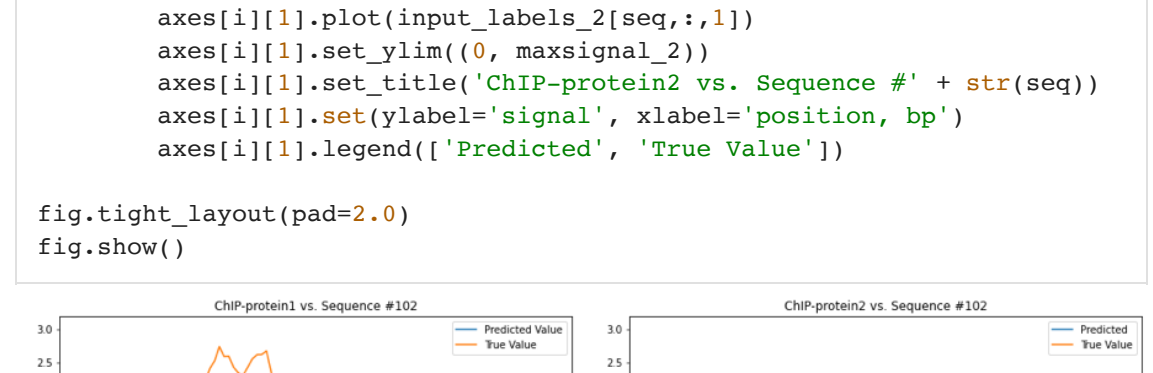 axes[i][1].plot(input_labels_2[seq,:,1])
axes[i][1].set_ylim((0, maxsignal_2))
axes[i][1].set_title('ChIP-protein2 vs. Sequence #' + str(seq))
axes[i][1].set(ylabel='signal', xlabel='position, bp')
axes[i][1].legend(['Predicted', 'True Value'])
fig.tight_layout(pad=2.0)
fig.show()
ChIP-protein1 vs. Sequence #102
3.0
Predicted Value
True Value
2.5
ChIP-protein2 vs. Sequence #102
3.0
Predicted
True Value
2.5